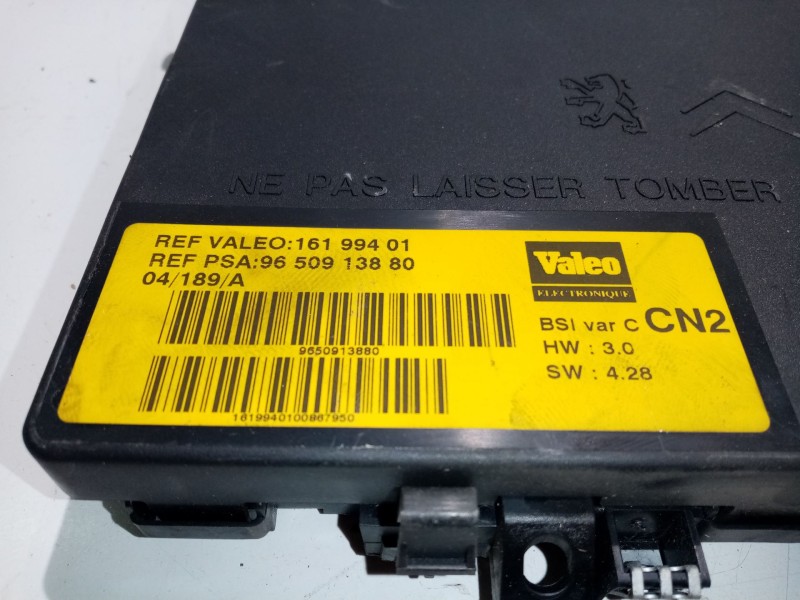 NE PAS LAISSER TOMBER
REF VALEO:161 994 01
REF PSA:96 509 138 80
04/189/A
9650913880
1619940100867950
Valeo
ELECTRONIQUE
BSI var C CN2
HW : 3.0
SW : 4.28